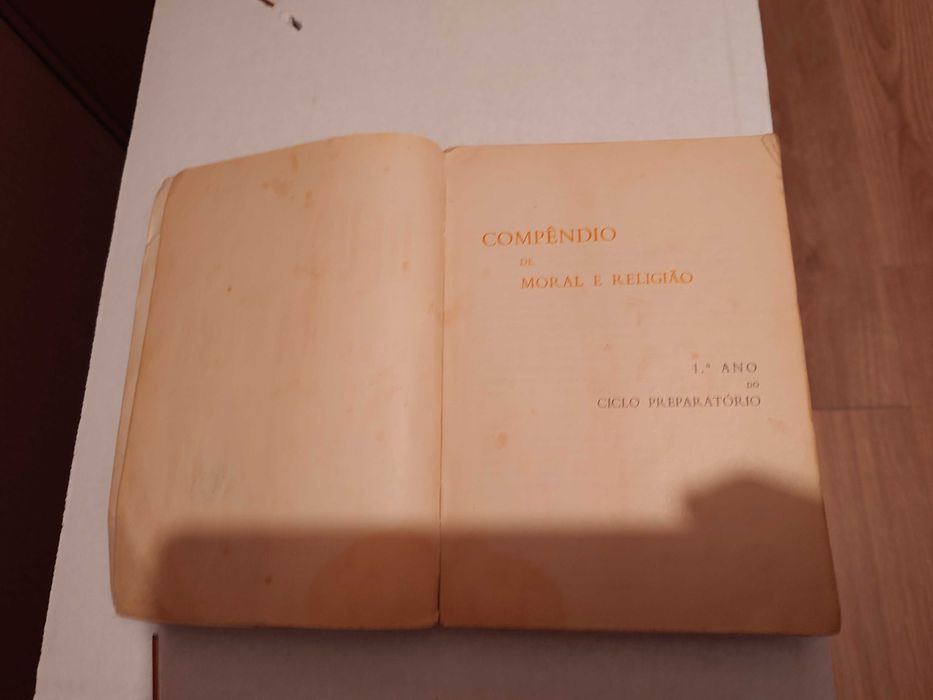 COMPÊNDIO
DE
MORAL E RELIGIÃO
1.º ANO
DO
CICLO PREPARATÓRIO